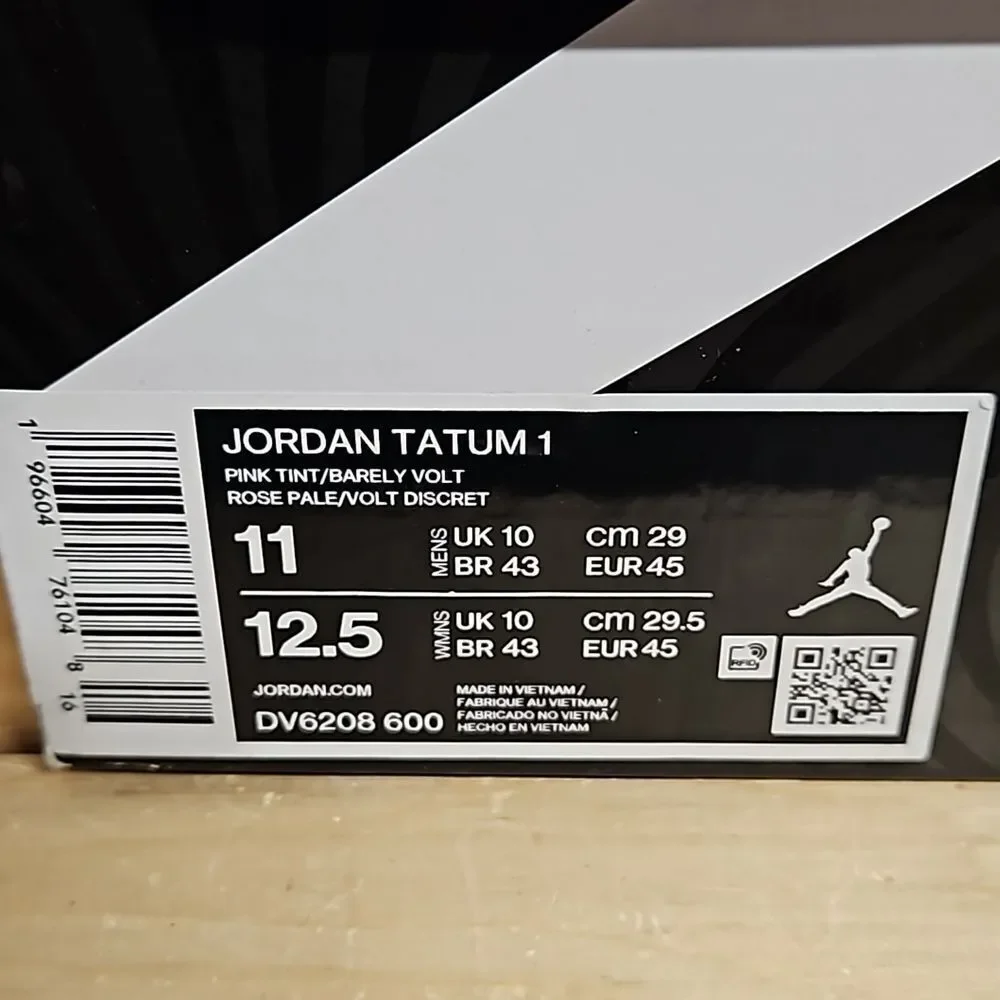 JORDAN TATUM 1
PINK TINT/BARELY VOLT
ROSE PALE/VOLT DISCRET
11
MENS
UK 10
cm 29
BR 43
EUR 45
12.5
WMNS
UK 10
cm 29.5
BR 43
EUR 45
RFID
JORDAN.COM
DV6208 600
MADE IN VIETNAM /
FABRIQUE AU VIETNAM /
FABRICADO NO VIETNÃ /
HECHO EN VIETNAM
1 96604 76104 8 16